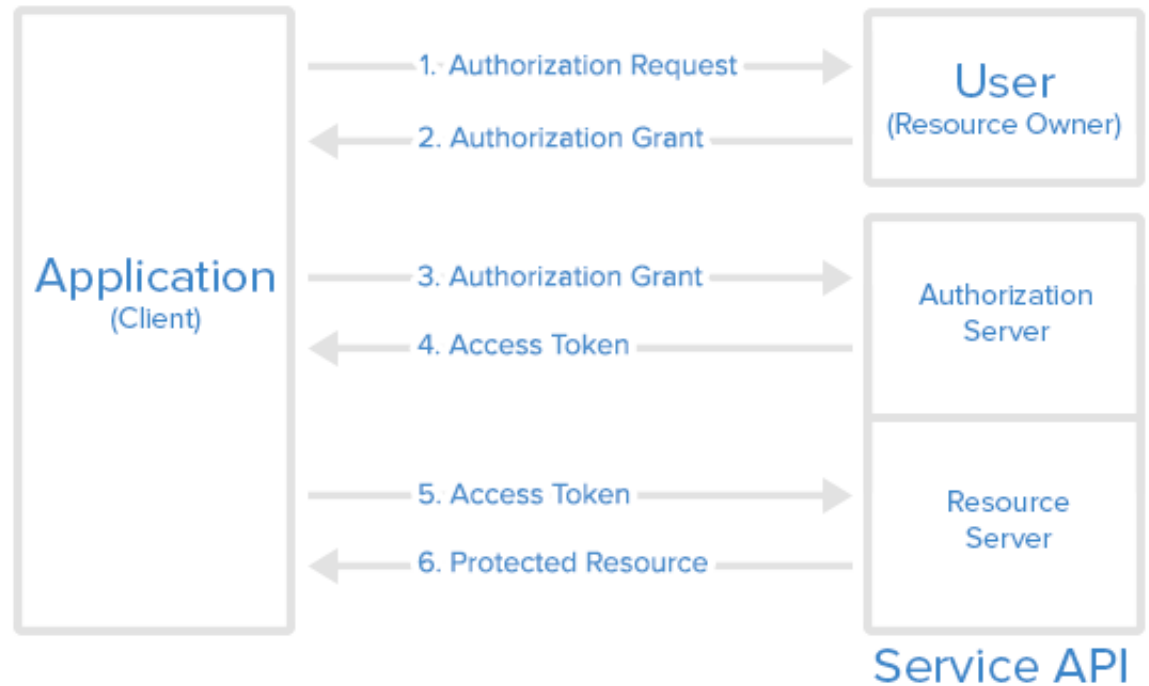 1. Authorization Request
User
(Resource Owner)
2. Authorization Grant
Application
(Client)
3. Authorization Grant
Authorization
Server
4. Access Token
5. Access Token
Resource
Server
6. Protected Resource
Service API